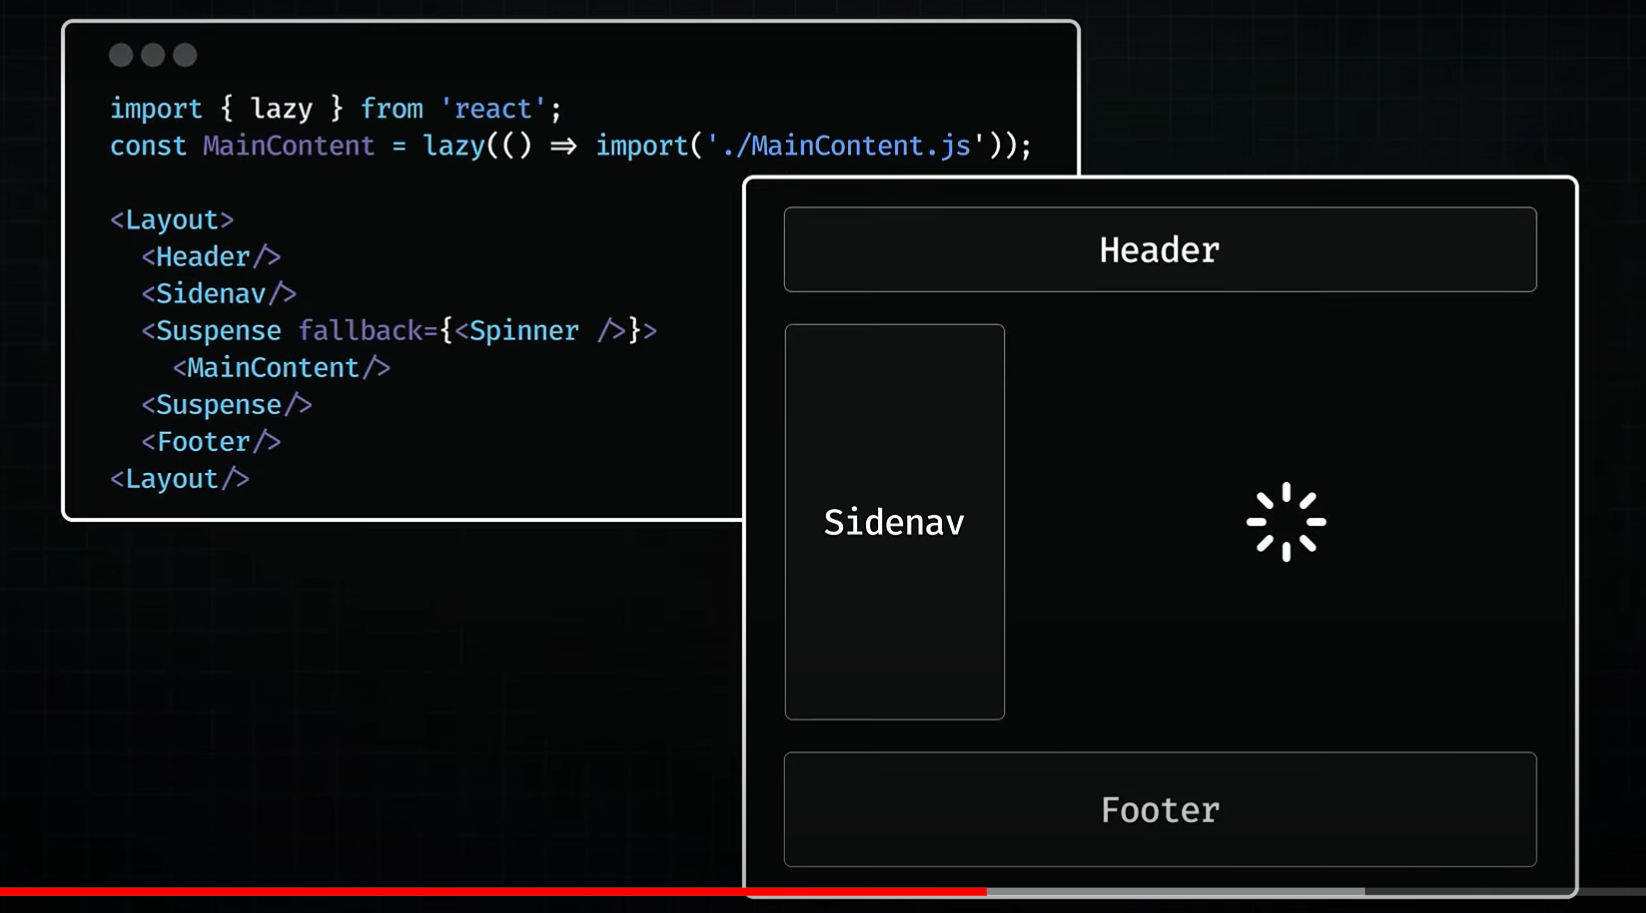 import { lazy } from 'react';
const MainContent = lazy(() => import('./MainContent.js'));
<Layout>
<Header/>
<Sidenav/>
<Suspense fallback={<Spinner />}>
<MainContent/>
<Suspense/>
<Footer/>
<Layout/>
Header
Sidenav
Footer